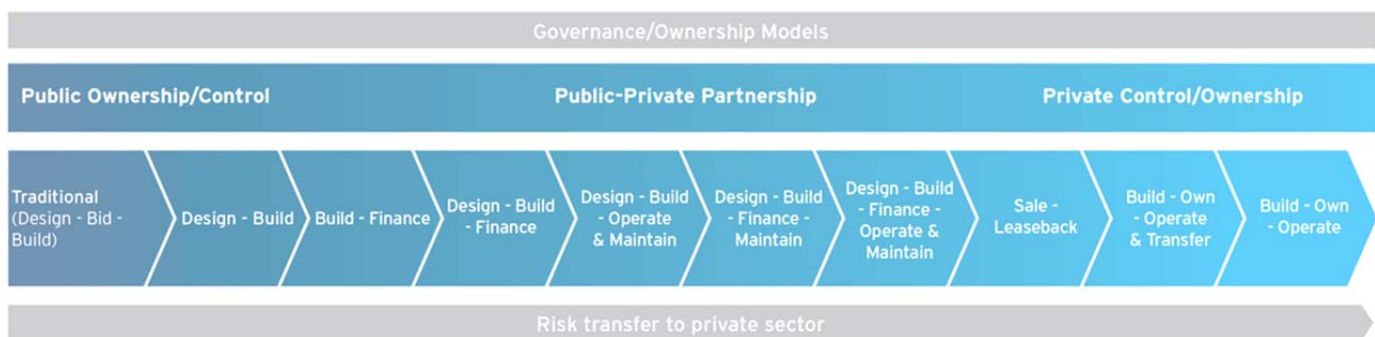 Governance/Ownership Models
Public Ownership/Control
Public-Private Partnership
Private Control/Ownership
Traditional
(Design - Bid -
Build)
Design - Build
Build - Finance
Design - Build
- Finance
Design - Build
- Operate
& Maintain
Design - Build
- Finance -
Maintain
Design - Build
- Finance -
Operate &
Maintain
Sale -
Leaseback
Build - Own
- Operate
& Transfer
Build - Own
- Operate
Risk transfer to private sector